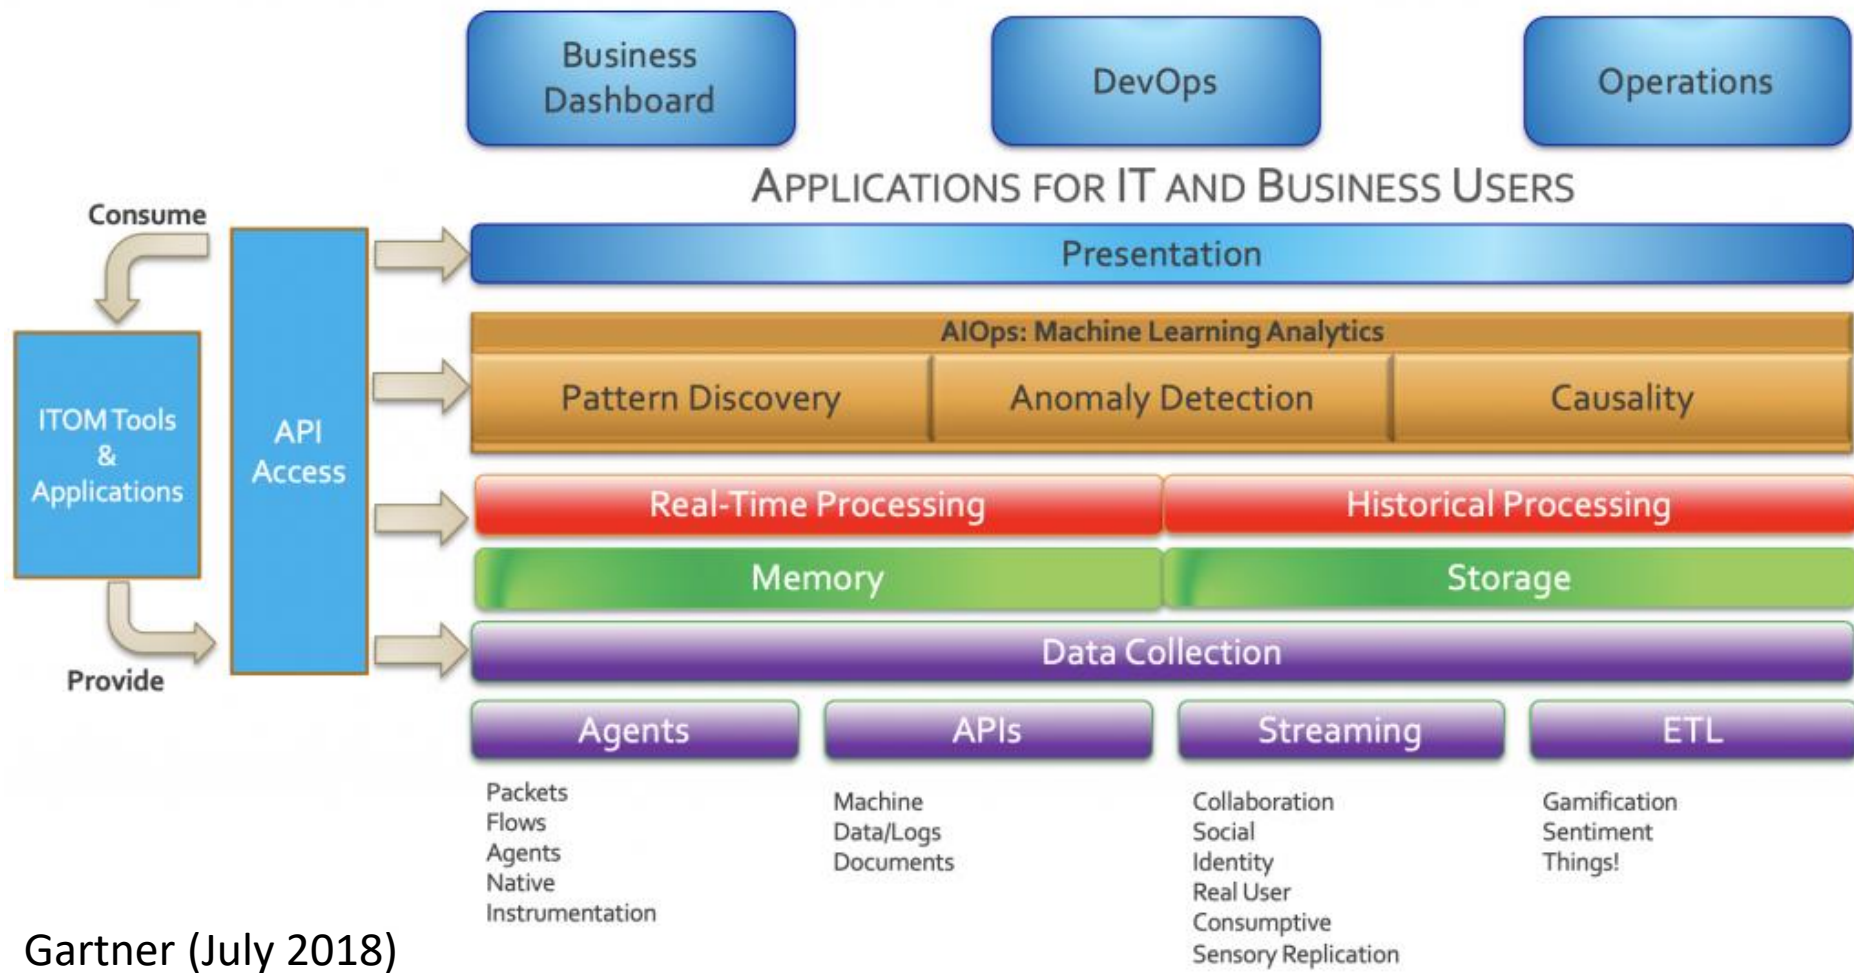 Business
Dashboard
DevOps
Operations
APPLICATIONS FOR IT AND BUSINESS USERS
Consume
Presentation
AIOps: Machine Learning Analytics
Pattern Discovery
Anomaly Detection
Causality
ITOM Tools
&
Applications
API
Access
Real-Time Processing
Historical Processing
Memory
Storage
Data Collection
Provide
Agents
APIs
Streaming
ETL
Packets
Flows
Agents
Native
Instrumentation
Machine
Data/Logs
Documents
Collaboration
Social
Identity
Real User
Consumptive
Sensory Replication
Gamification
Sentiment
Things!
Gartner (July 2018)